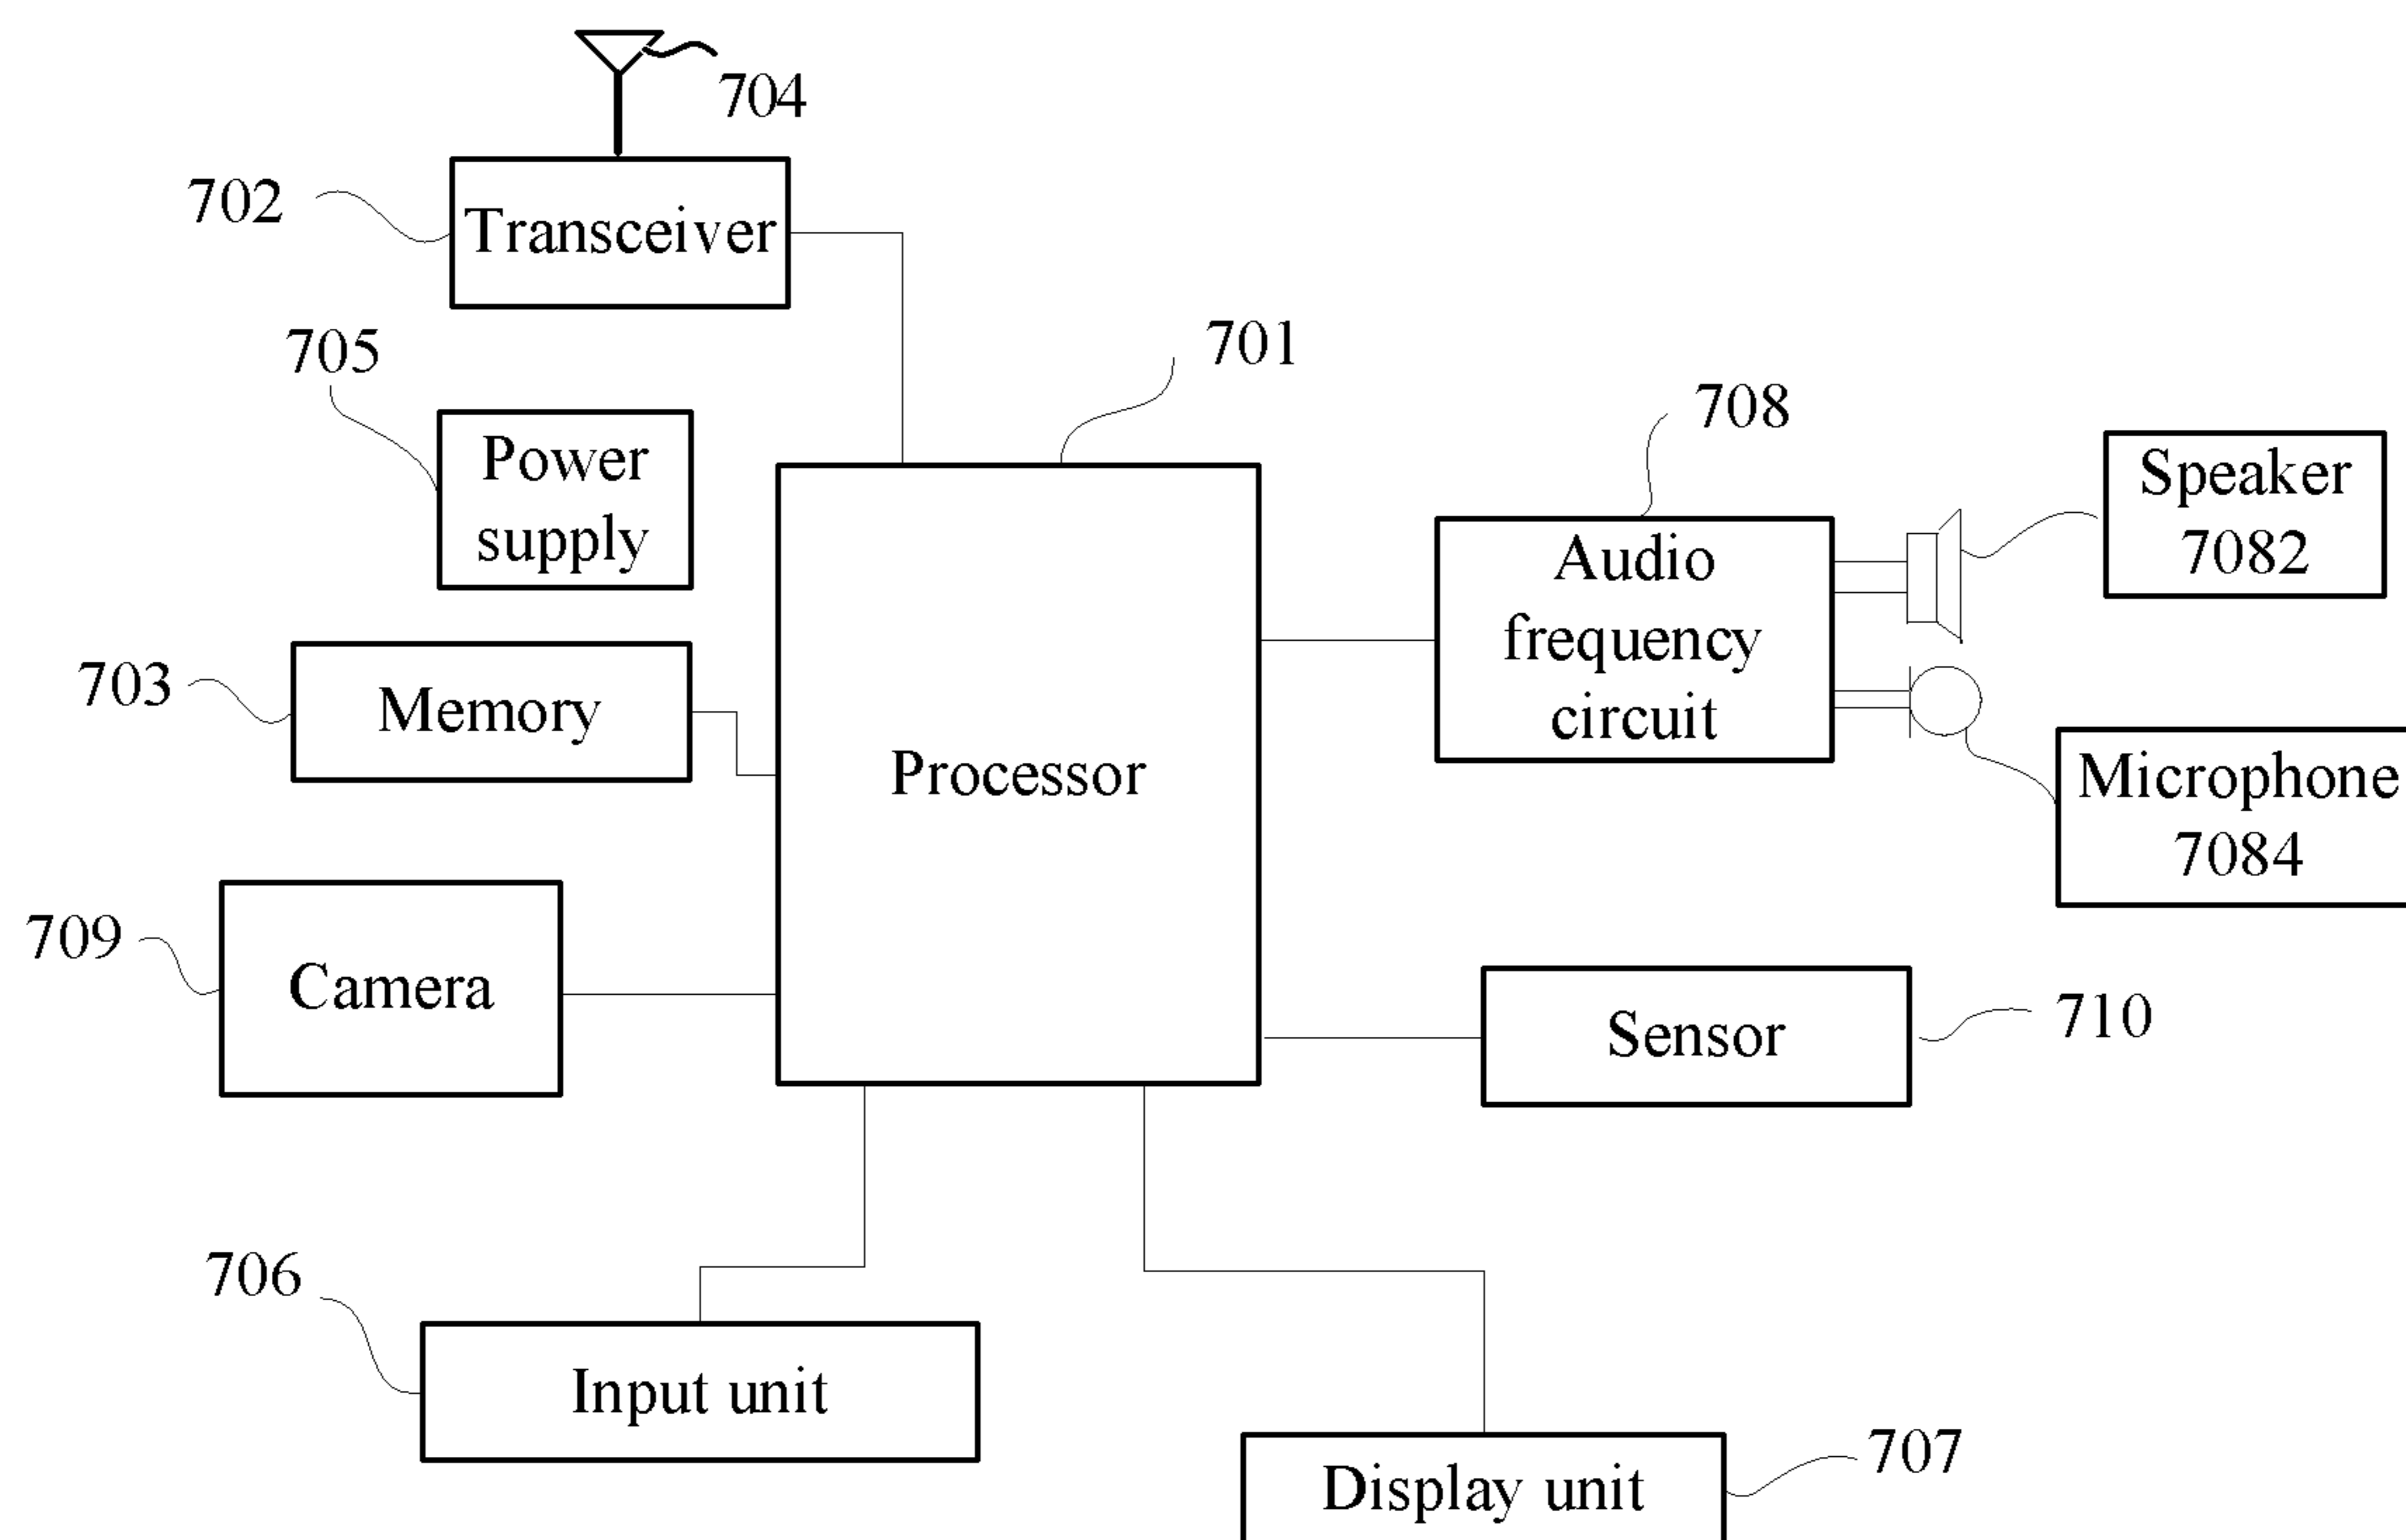 704
702
Transceiver
705
701
708
Power
supply
Speaker
7082
Audio
frequency
circuit
703
Memory
Processor
Microphone
7084
709
Camera
Sensor
710
706
Input unit
707
Display unit